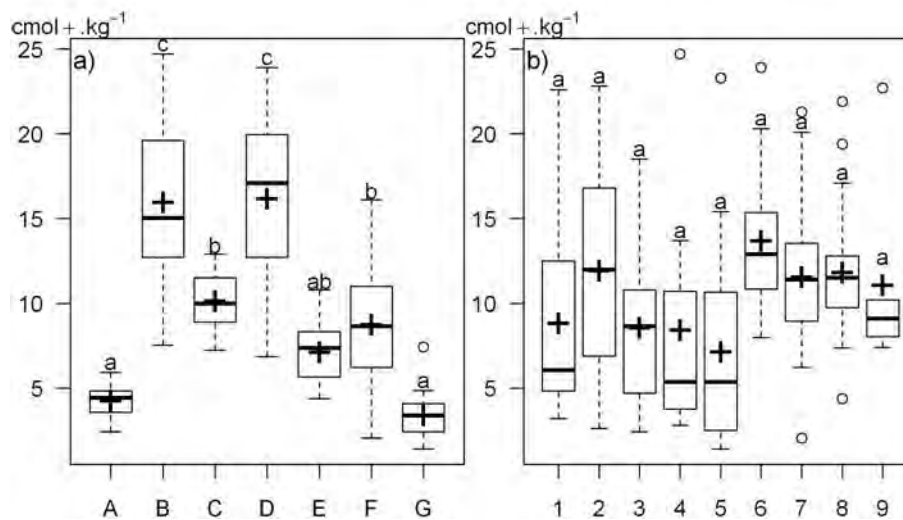 cmol+.kg⁻¹ cmol+.kg⁻¹
25 a) c c 25 b) a a
20 b 20 a a a
15 b ab 15 a a a
10 a a 10 a
5 5
A B C D E F G 1 2 3 4 5 6 7 8 9